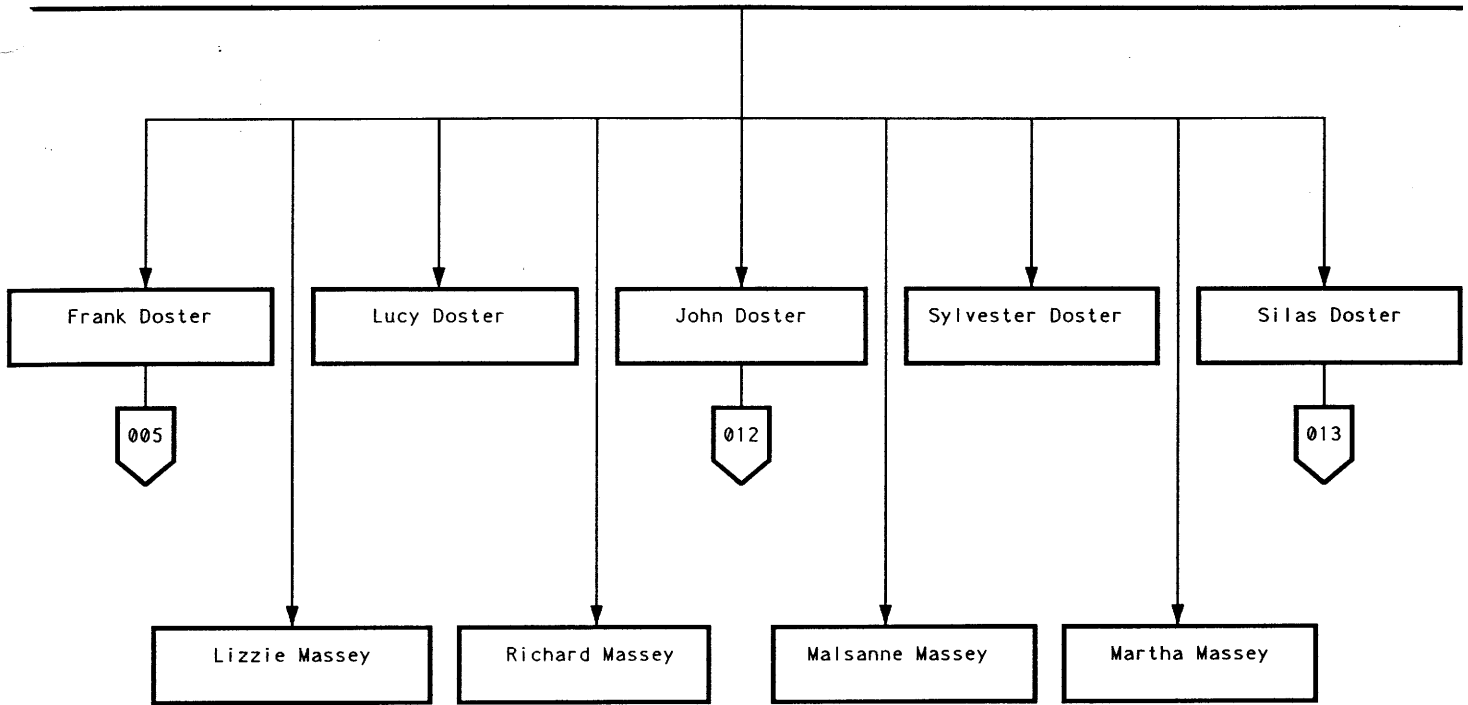 Frank Doster
Lucy Doster
John Doster
Sylvester Doster
Silas Doster
005
012
013
Lizzie Massey
Richard Massey
Malsanne Massey
Martha Massey